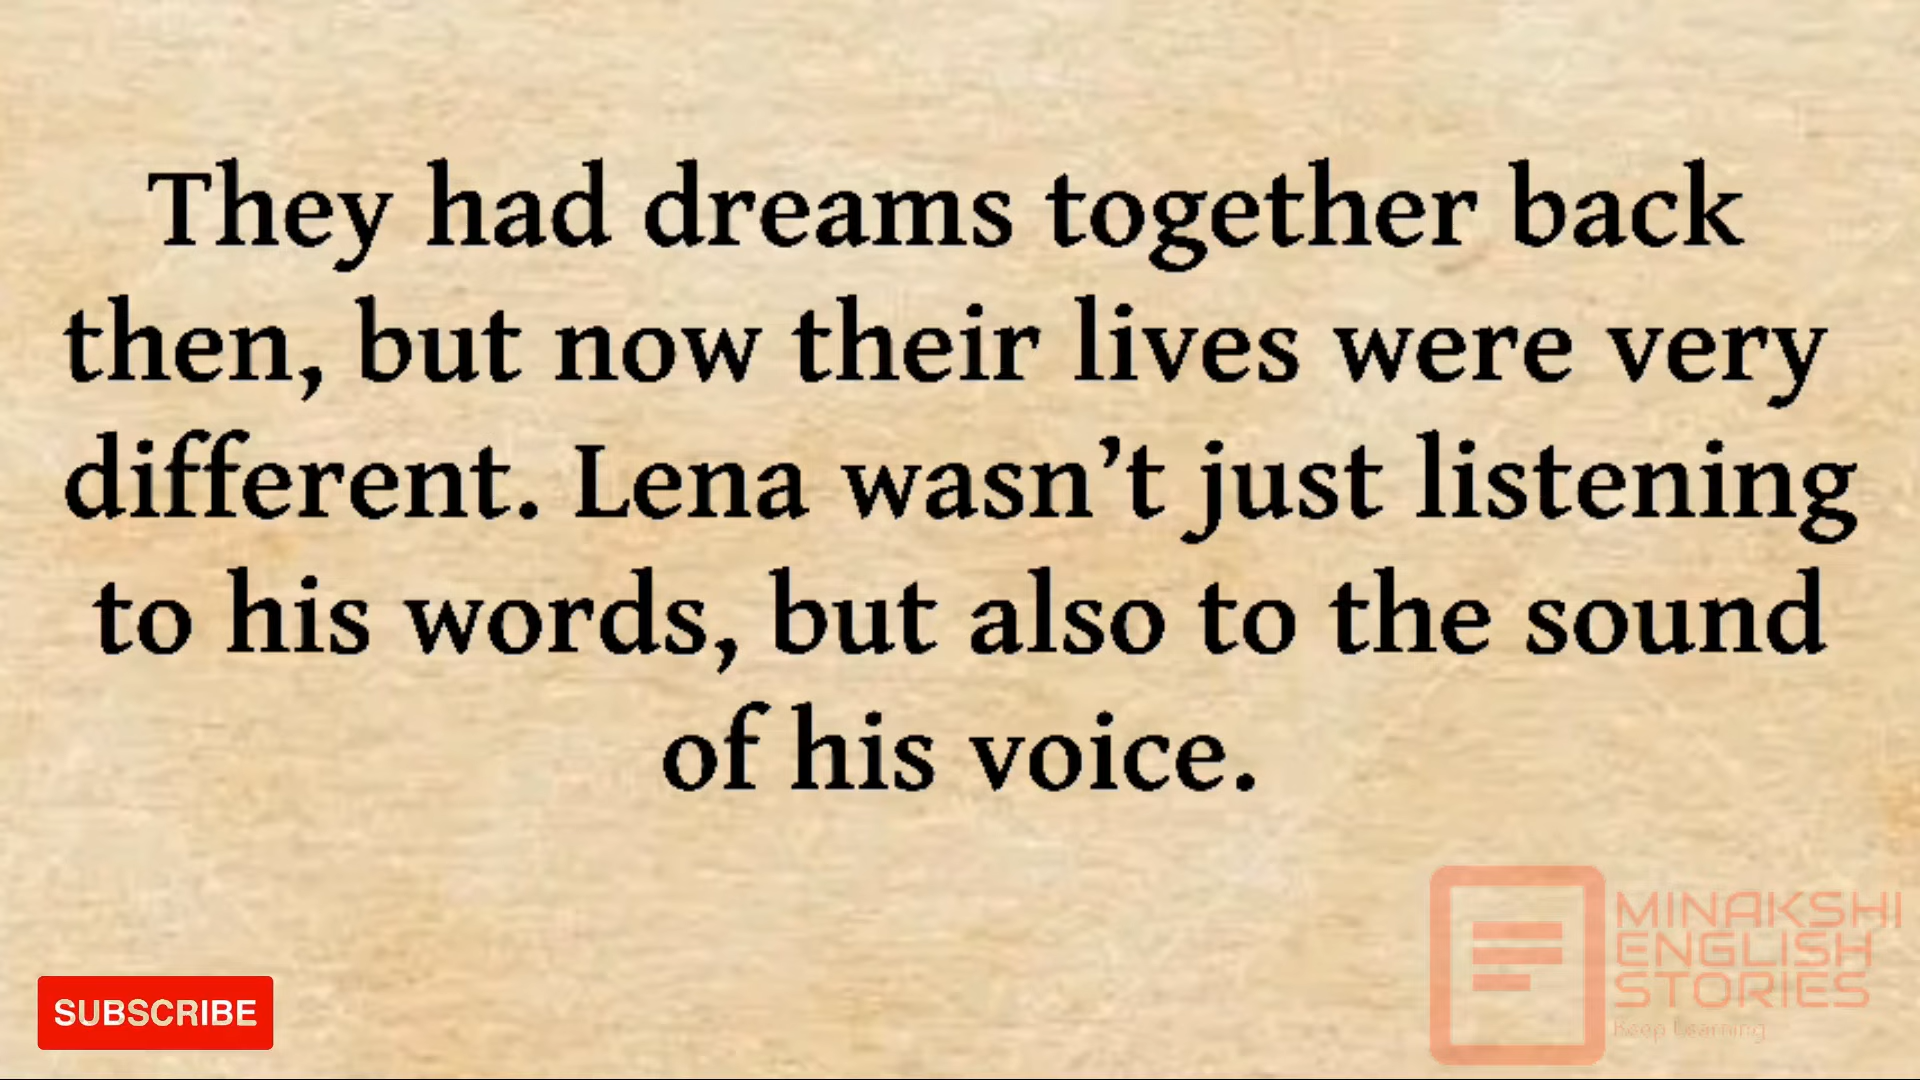 They had dreams together back
then, but now their lives were very
different. Lena wasn’t just listening
to his words, but also to the sound
of his voice.
SUBSCRIBE
MINAKSHI
ENGLISH
STORIES
Keep Learning